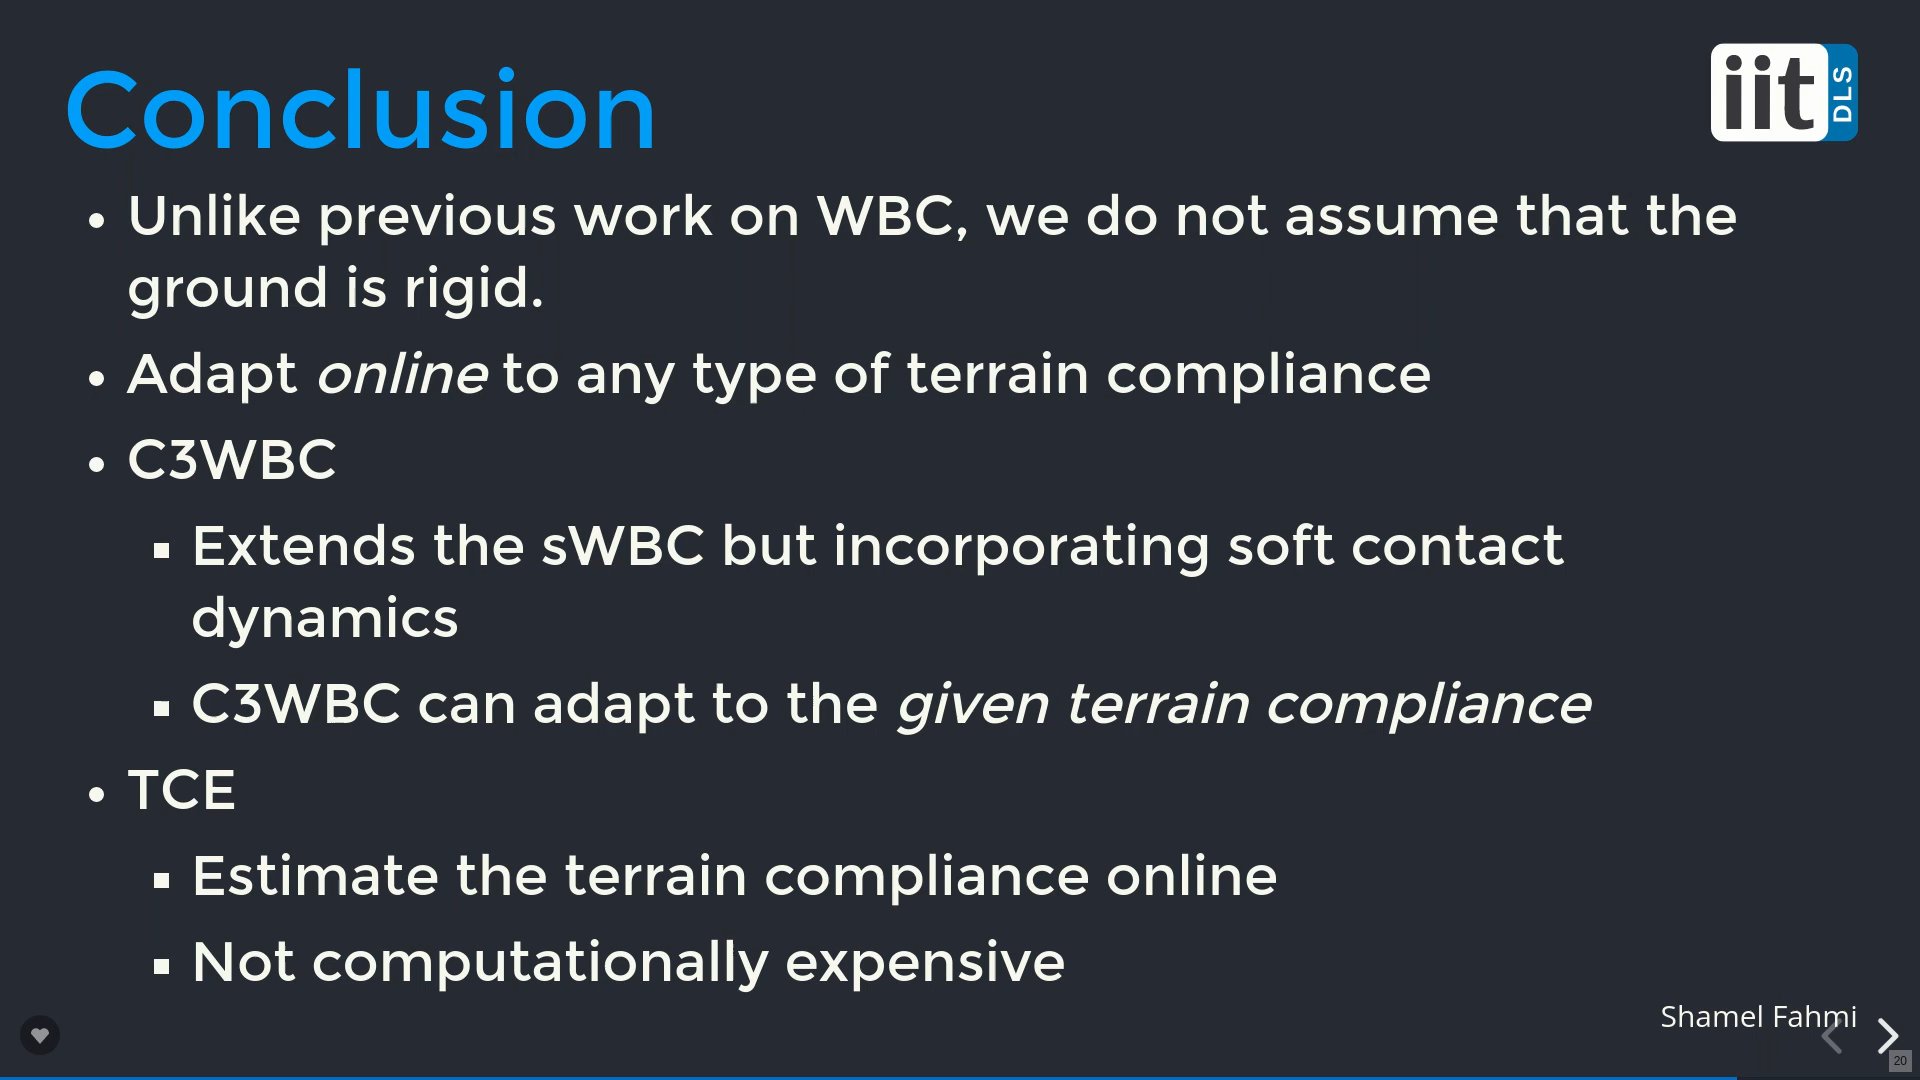 Conclusion
iit
DLS
• Unlike previous work on WBC, we do not assume that the
ground is rigid.
• Adapt online to any type of terrain compliance
• C3WBC
▪ Extends the sWBC but incorporating soft contact
dynamics
▪ C3WBC can adapt to the given terrain compliance
• TCE
▪ Estimate the terrain compliance online
▪ Not computationally expensive
Shamel Fahmi
20